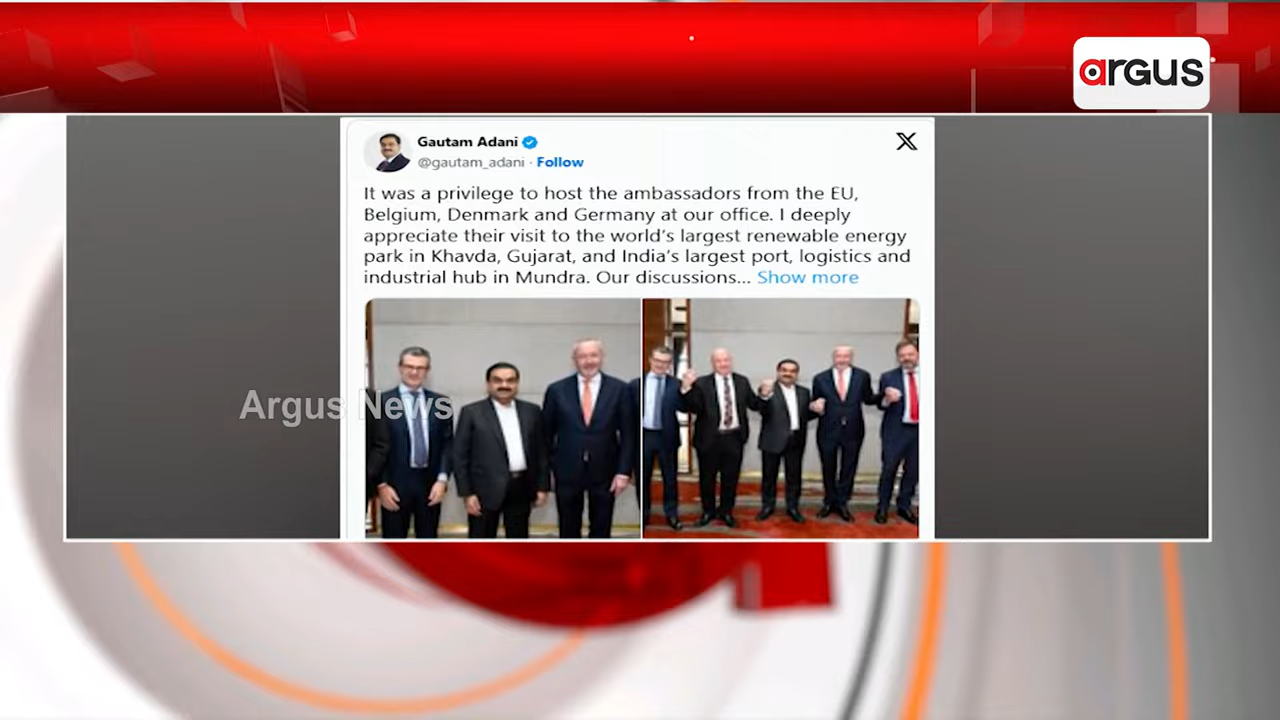 argus
Gautam Adani
@gautam_adani · Follow
It was a privilege to host the ambassadors from the EU,
Belgium, Denmark and Germany at our office. I deeply
appreciate their visit to the world's largest renewable energy
park in Khavda, Gujarat, and India's largest port, logistics and
industrial hub in Mundra. Our discussions... Show more
Argus News